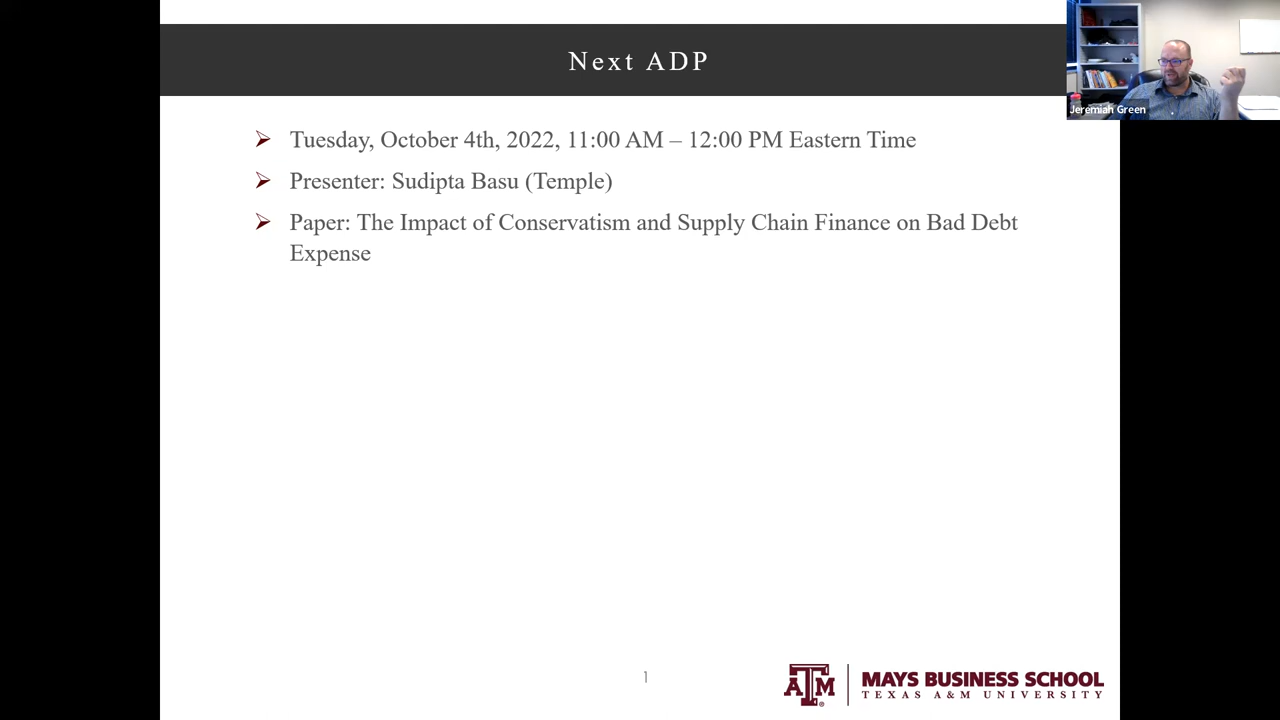 Next ADP
Jeremiah Green
Tuesday, October 4th, 2022, 11:00 AM – 12:00 PM Eastern Time
Presenter: Sudipta Basu (Temple)
Paper: The Impact of Conservatism and Supply Chain Finance on Bad Debt
Expense
1
ATM
MAYS BUSINESS SCHOOL
TEXAS A&M UNIVERSITY